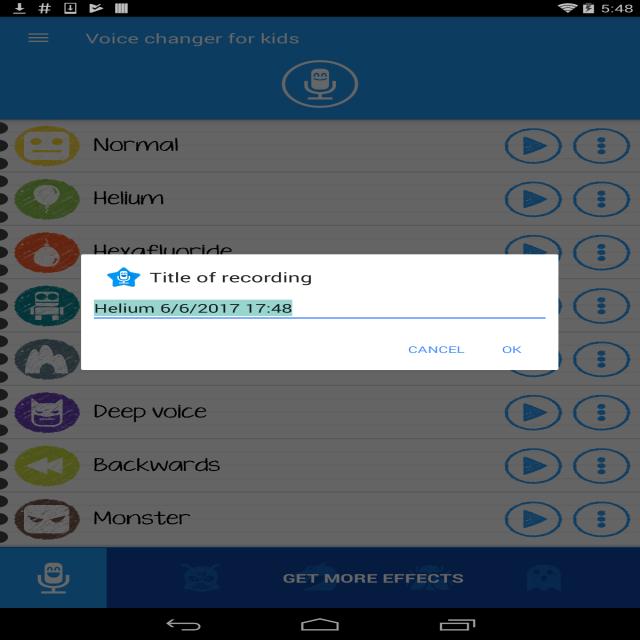 5:48
Voice changer for kids
Normal
Helium
Hexafluoride
Title of recording
Helium 6/6/2017 17:48
CANCEL OK
Deep voice
Backwards
Monster
GET MORE EFFECTS